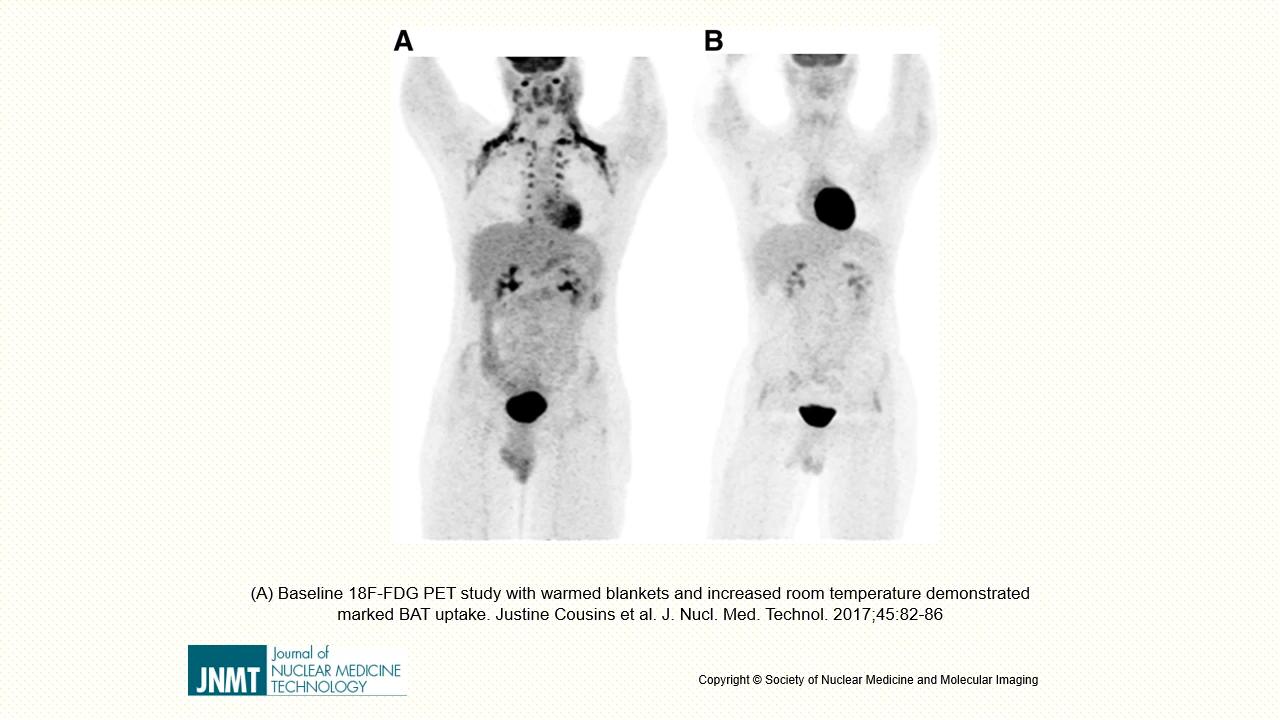 A
B
(A) Baseline 18F-FDG PET study with warmed blankets and increased room temperature demonstrated
marked BAT uptake. Justine Cousins et al. J. Nucl. Med. Technol. 2017;45:82-86
JNMT
Journal of
NUCLEAR MEDICINE
TECHNOLOGY
Copyright © Society of Nuclear Medicine and Molecular Imaging